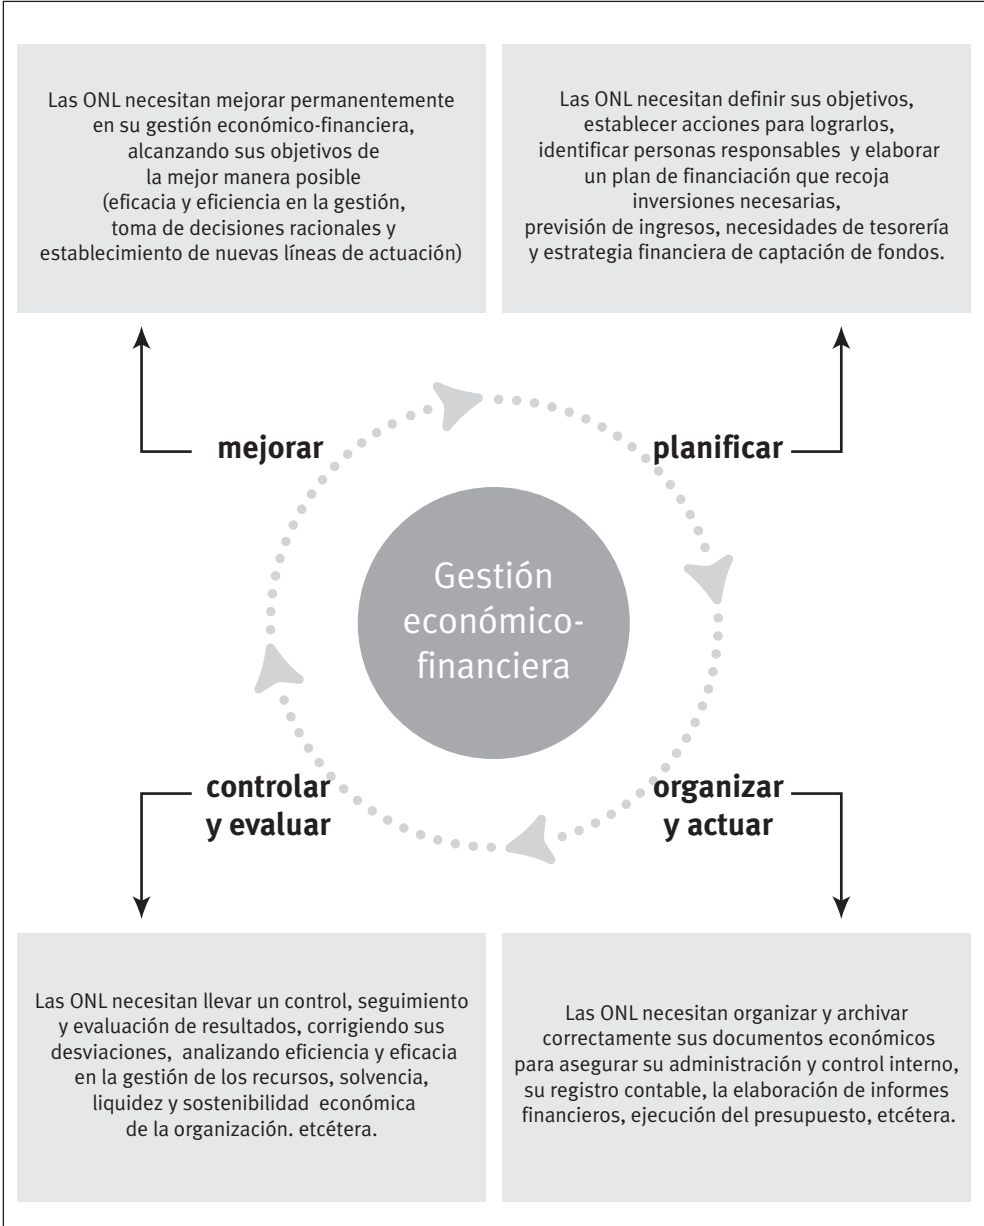 Las ONL necesitan mejorar permanentemente
en su gestión económico-financiera,
alcanzando sus objetivos de
la mejor manera posible
(eficacia y eficiencia en la gestión,
toma de decisiones racionales y
establecimiento de nuevas líneas de actuación)
Las ONL necesitan definir sus objetivos,
establecer acciones para lograrlos,
identificar personas responsables y elaborar
un plan de financiación que recoja
inversiones necesarias,
previsión de ingresos, necesidades de tesorería
y estrategia financiera de captación de fondos.
mejorar
planificar
Gestión
económico-
financiera
controlar
y evaluar
organizar
y actuar
Las ONL necesitan llevar un control, seguimiento
y evaluación de resultados, corrigiendo sus
desviaciones, analizando eficiencia y eficacia
en la gestión de los recursos, solvencia,
liquidez y sostenibilidad económica
de la organización. etcétera.
Las ONL necesitan organizar y archivar
correctamente sus documentos económicos
para asegurar su administración y control interno,
su registro contable, la elaboración de informes
financieros, ejecución del presupuesto, etcétera.